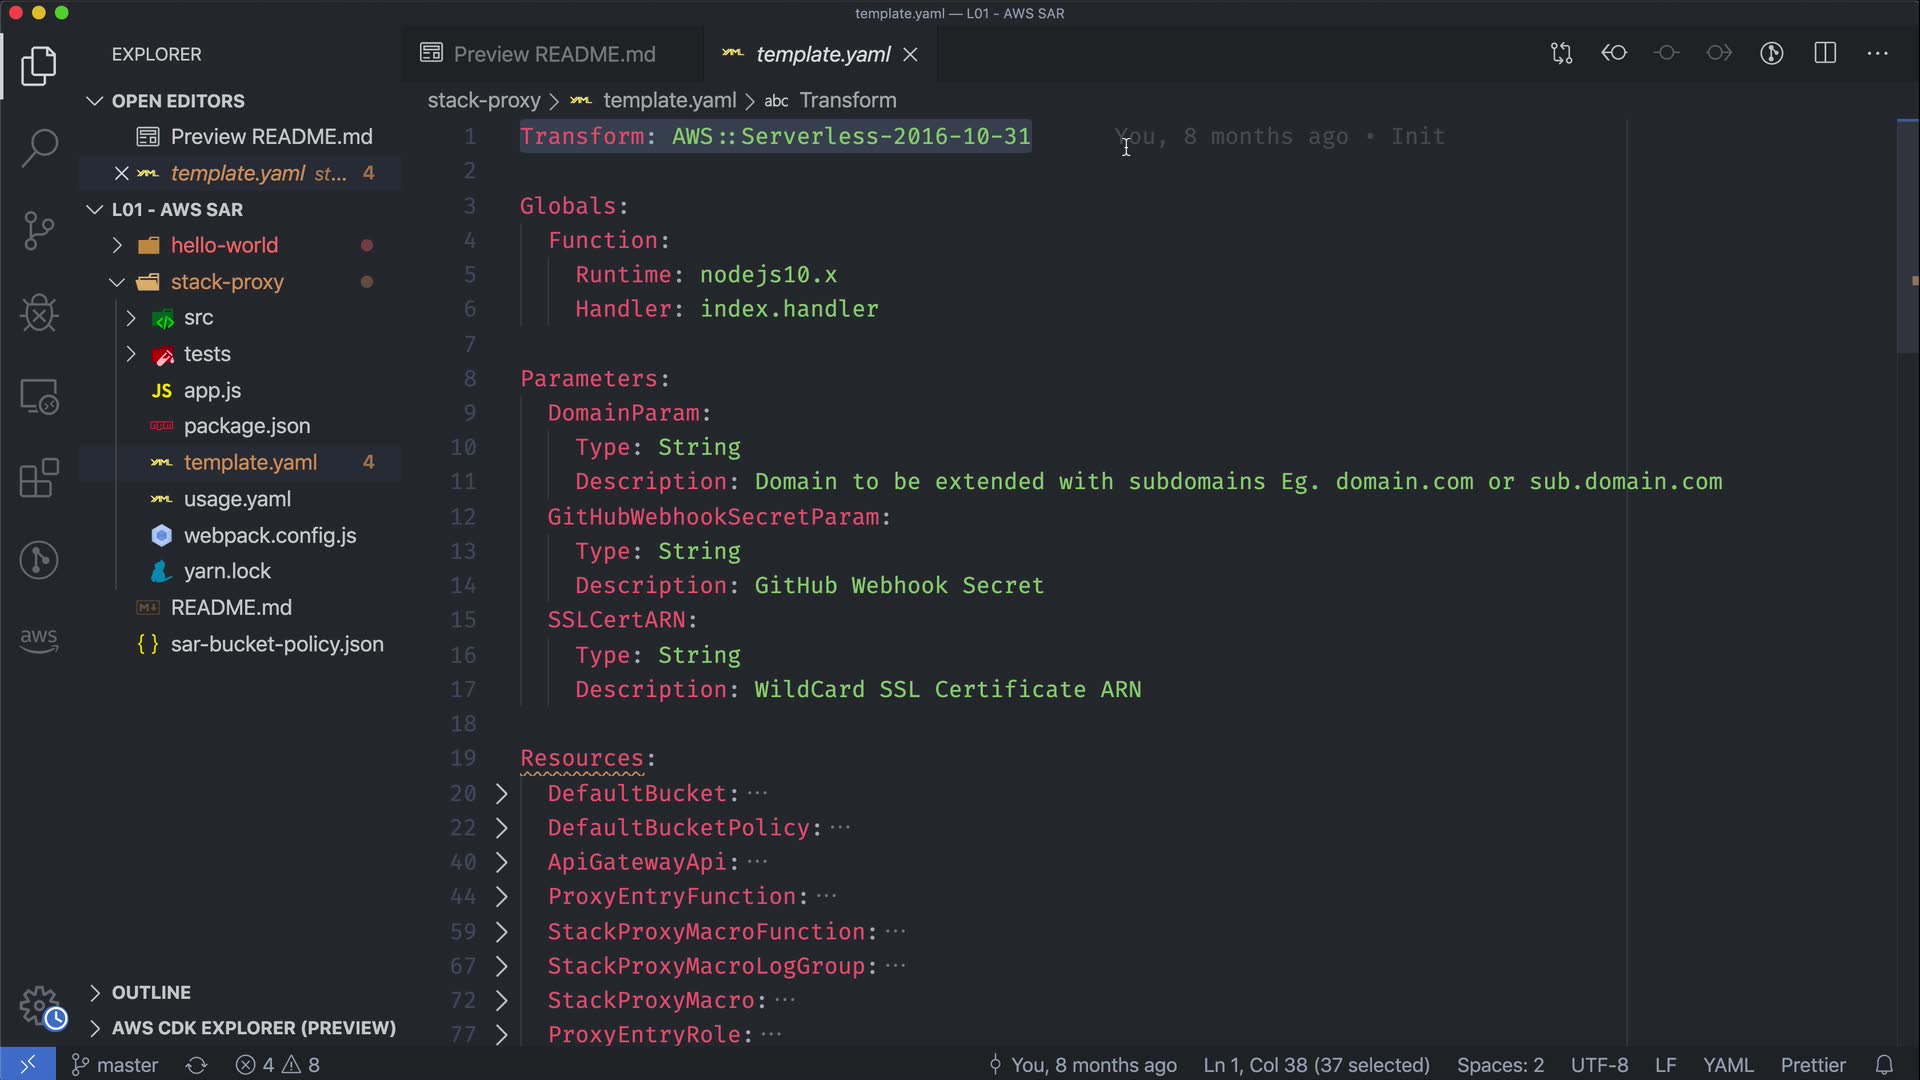 template.yaml — L01 - AWS SAR
EXPLORER
Preview README.md
template.yaml
OPEN EDITORS
Preview README.md
template.yaml st... 4
L01 - AWS SAR
hello-world
stack-proxy
src
tests
JS app.js
package.json
template.yaml 4
usage.yaml
webpack.config.js
yarn.lock
README.md
{ } sar-bucket-policy.json
aws
OUTLINE
AWS CDK EXPLORER (PREVIEW)
stack-proxy > template.yaml > abc Transform
1 Transform: AWS::Serverless-2016-10-31 You, 8 months ago • Init
2
3 Globals:
4 Function:
5 Runtime: nodejs10.x
6 Handler: index.handler
7
8 Parameters:
9 DomainParam:
10 Type: String
11 Description: Domain to be extended with subdomains Eg. domain.com or sub.domain.com
12 GitHubWebhookSecretParam:
13 Type: String
14 Description: GitHub Webhook Secret
15 SSLCertARN:
16 Type: String
17 Description: WildCard SSL Certificate ARN
18
19 Resources:
20 DefaultBucket: ···
22 DefaultBucketPolicy: ···
40 ApiGatewayApi: ···
44 ProxyEntryFunction: ···
59 StackProxyMacroFunction: ···
67 StackProxyMacroLogGroup: ···
72 StackProxyMacro: ···
77 ProxyEntryRole: ···
master 4 8 You, 8 months ago Ln 1, Col 38 (37 selected) Spaces: 2 UTF-8 LF YAML Prettier